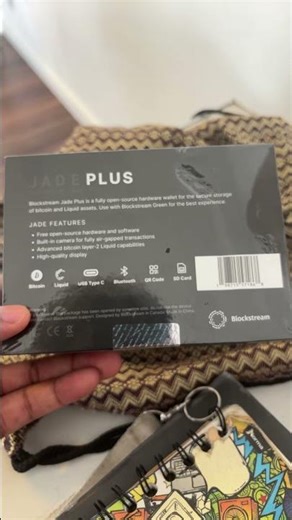 JADE PLUS
Blockstream Jade Plus is a fully open-source hardware wallet for the secure storage
of bitcoin and Liquid assets. Use with Blockstream Green for the best experience
JADE FEATURES
• Free open-source hardware and software
• Built-in camera for fully air-gapped transactions
• Advanced bitcoin layer-2 Liquid capabilities
• High-quality display
Bitcoin Liquid USB Type-C Bluetooth QR Code SD Card
Blockstream